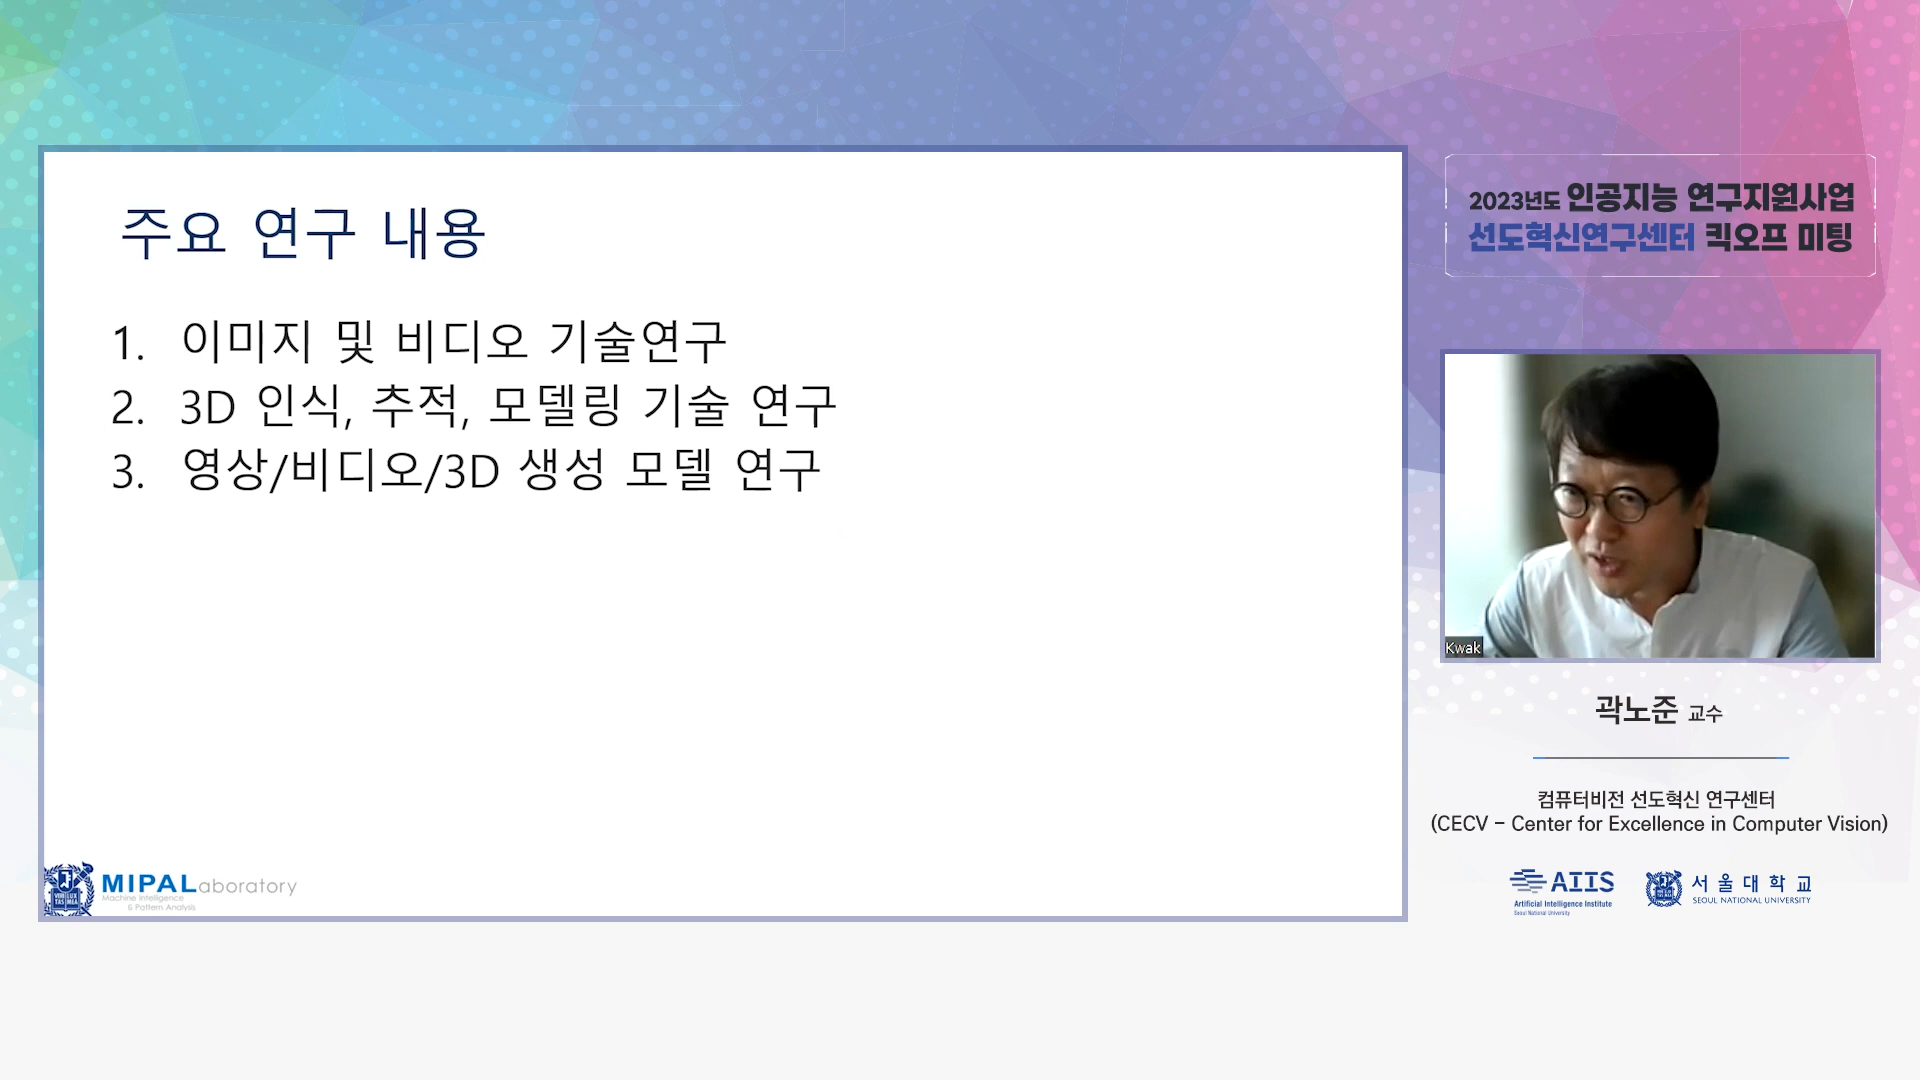 주요 연구 내용
1. 이미지 및 비디오 기술연구
2. 3D 인식, 추적, 모델링 기술 연구
3. 영상/비디오/3D 생성 모델 연구
MIPALaboratory
Machine Intelligence
& Pattern Analysis
2023년도 인공지능 연구지원사업
선도혁신연구센터 킥오프 미팅
Kwak
곽노준 교수
컴퓨터비전 선도혁신 연구센터
(CECV - Center for Excellence in Computer Vision)
AIIS
Artificial Intelligence Institute
Seoul National University
서울대학교
SEOUL NATIONAL UNIVERSITY